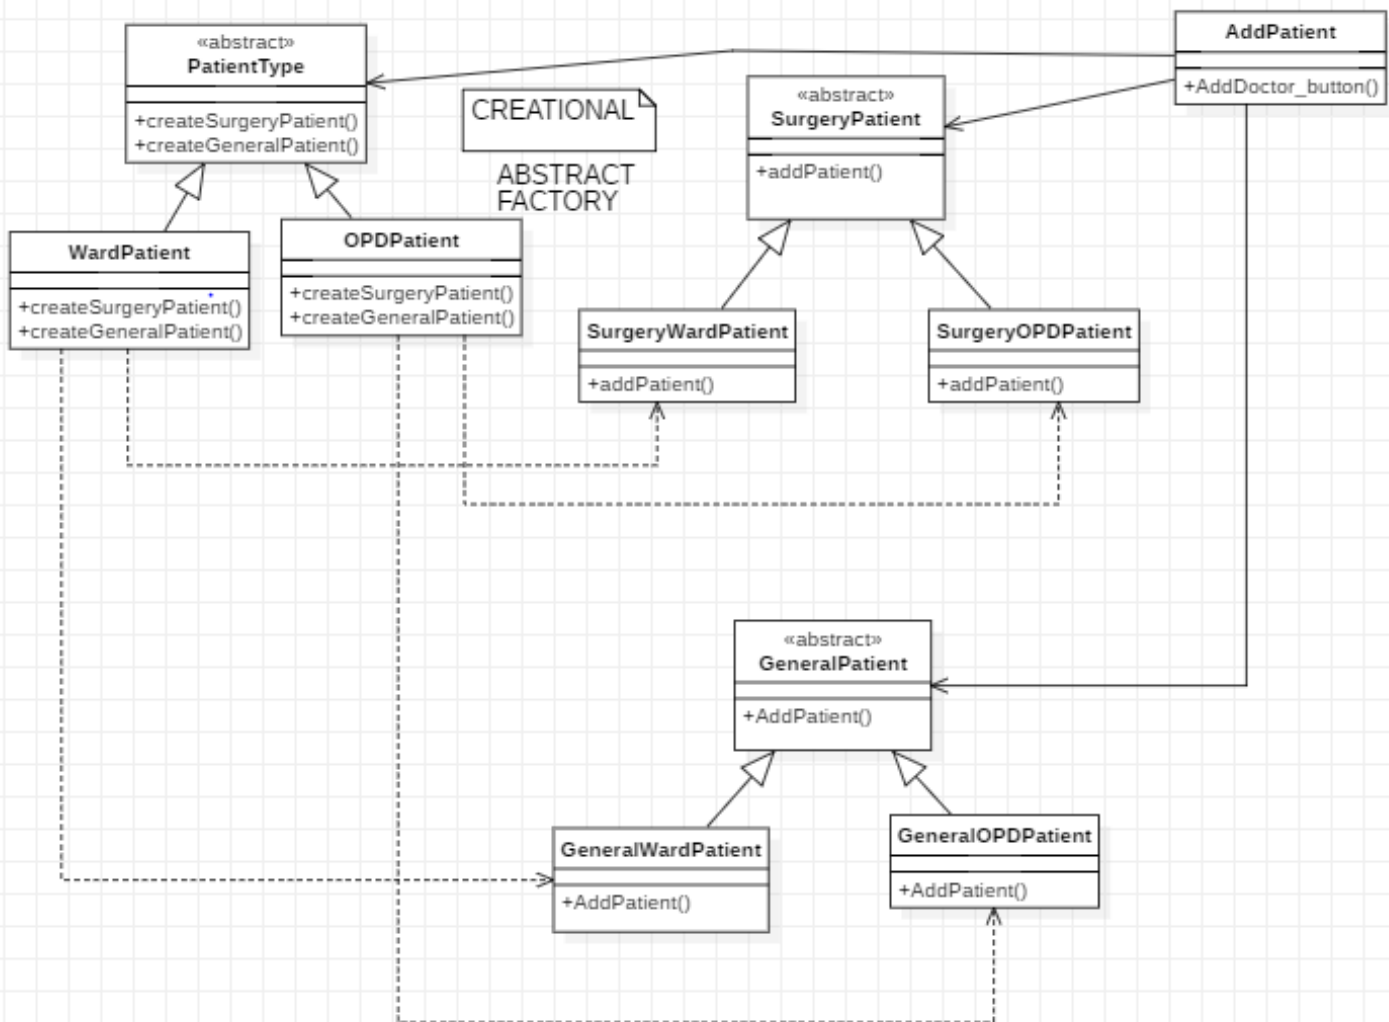 «abstract»
PatientType
+createSurgeryPatient()
+createGeneralPatient()
WardPatient
+createSurgeryPatient()
+createGeneralPatient()
OPDPatient
+createSurgeryPatient()
+createGeneralPatient()
CREATIONAL
ABSTRACT
FACTORY
«abstract»
SurgeryPatient
+addPatient()
AddPatient
+AddDoctor_button()
SurgeryWardPatient
+addPatient()
SurgeryOPDPatient
+addPatient()
«abstract»
GeneralPatient
+AddPatient()
GeneralWardPatient
+AddPatient()
GeneralOPDPatient
+AddPatient()